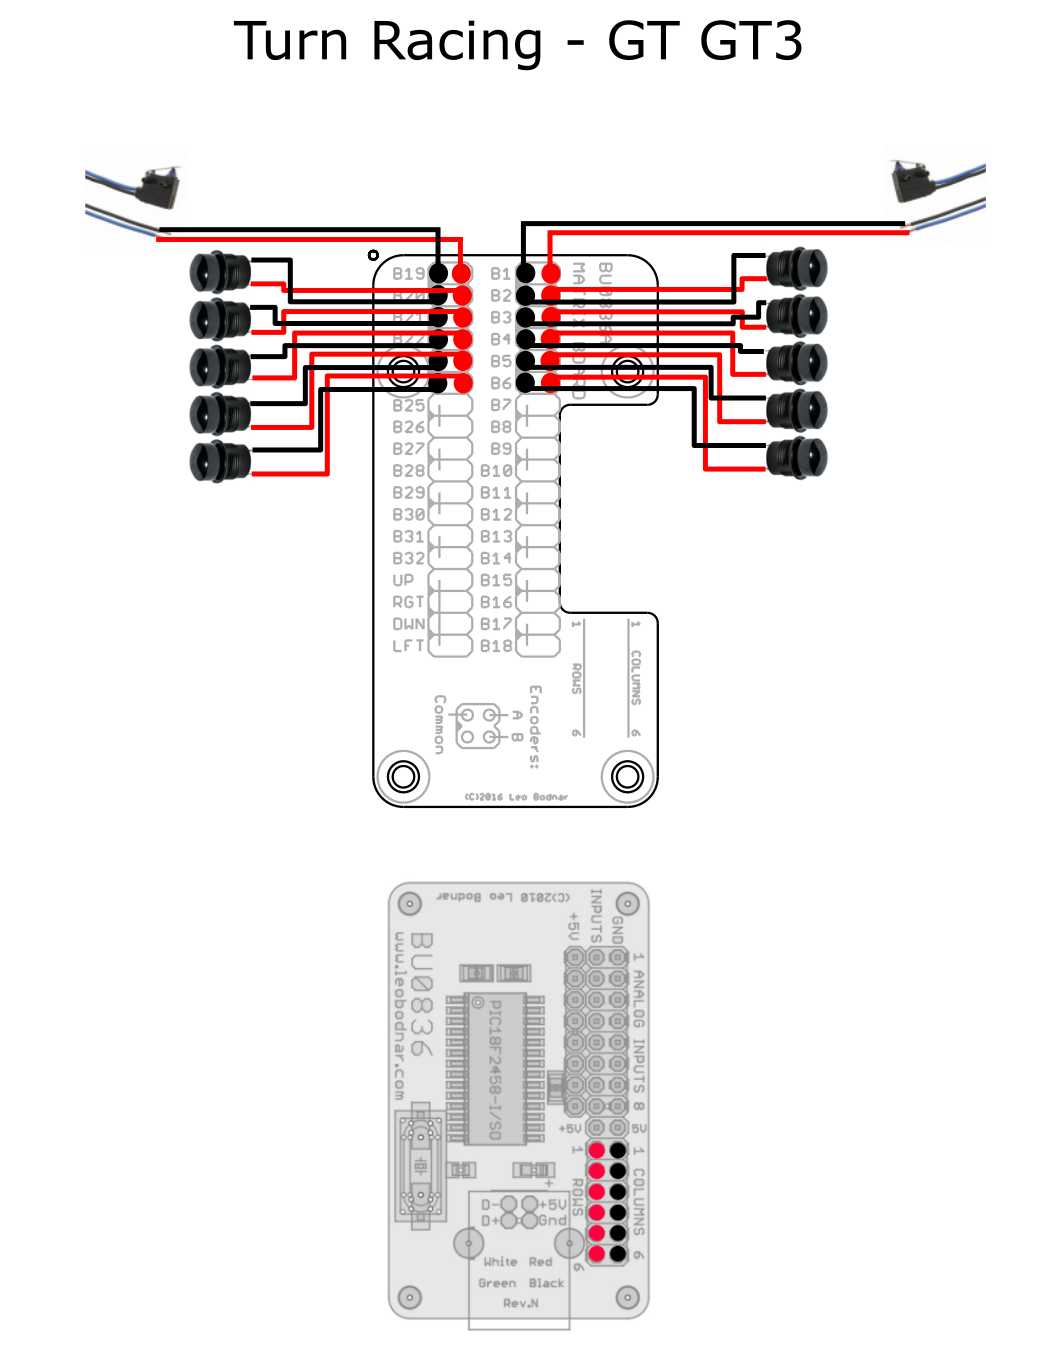 Turn Racing - GT GT3
B19
B1
B20
B2
B21
B3
B22
B4
B5
B6
B25
B7
B26
B8
B27
B9
B28
B10
B29
B11
B30
B12
B31
B13
B32
B14
UP
B15
RGT
B16
DWN
B17
LFT
B18
BU0836A
MATRIX BOARD
1 ROWS 6
1 COLUMNS 6
Common
A
B
Encoders:
(C)2016 Leo Bodnar
(C)2010 Leo Bodnar
BU0836
www.leobodnar.com
PIC18F2458-I/SO
+5V
INPUTS
GND
1 ANALOG INPUTS 8
+5V
5V
1 ROWS 6
1 COLUMNS 6
+
D- +5V
D+ Gnd
White Red
Green Black
Rev.N